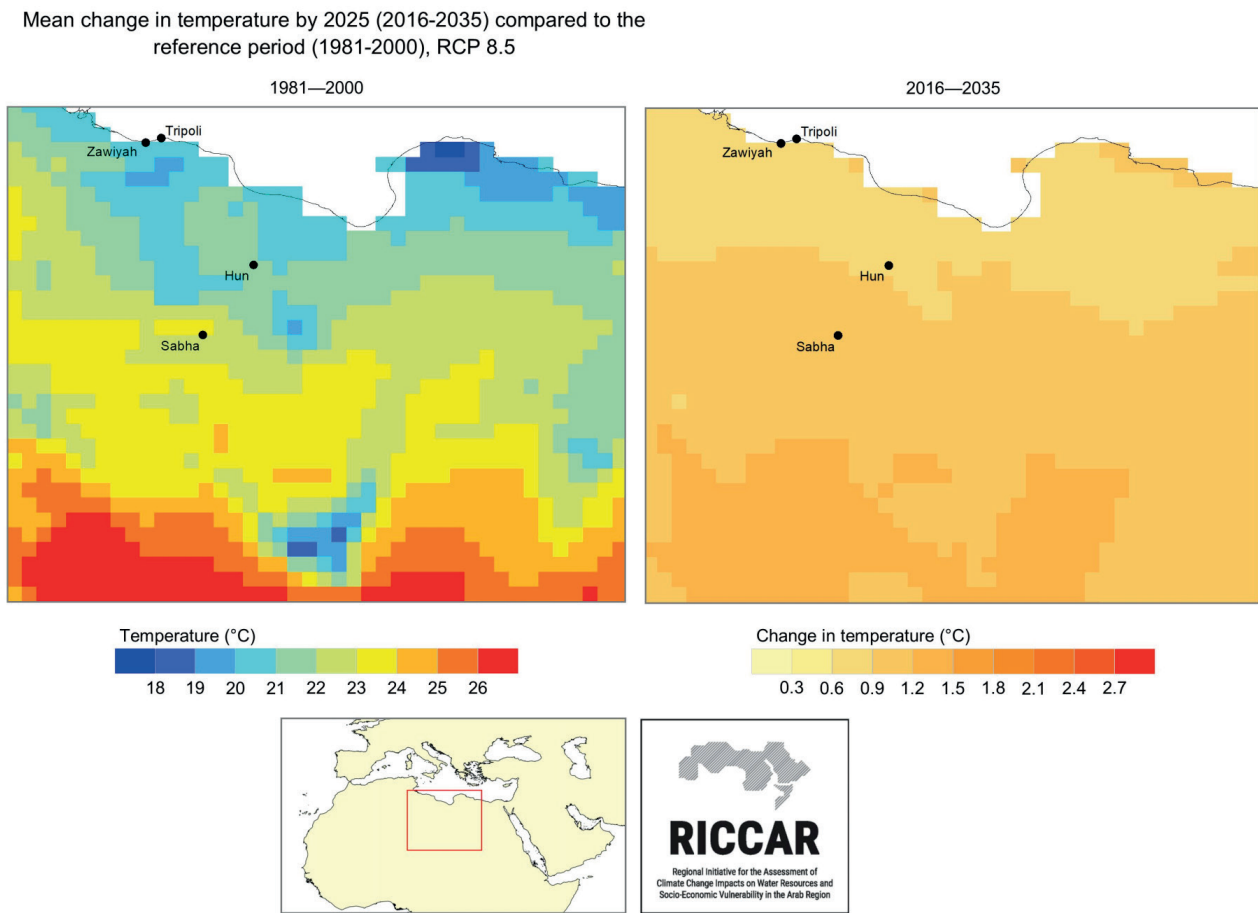 Mean change in temperature by 2025 (2016-2035) compared to the
reference period (1981-2000), RCP 8.5
1981—2000
2016—2035
Tripoli
Zawiyah
Hun
Sabha
Tripoli
Zawiyah
Hun
Sabha
Temperature (°C)
18 19 20 21 22 23 24 25 26
Change in temperature (°C)
0.3 0.6 0.9 1.2 1.5 1.8 2.1 2.4 2.7
RICCAR
Regional Initiative for the Assessment of
Climate Change Impacts on Water Resources and
Socio-Economic Vulnerability in the Arab Region